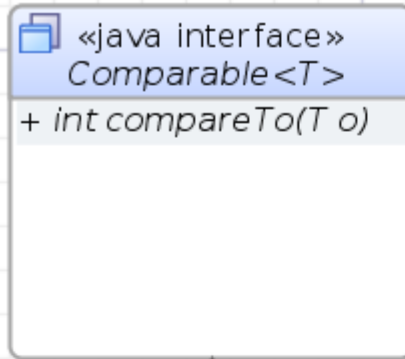 «java interface»
Comparable<T>
+ int compareTo(T o)